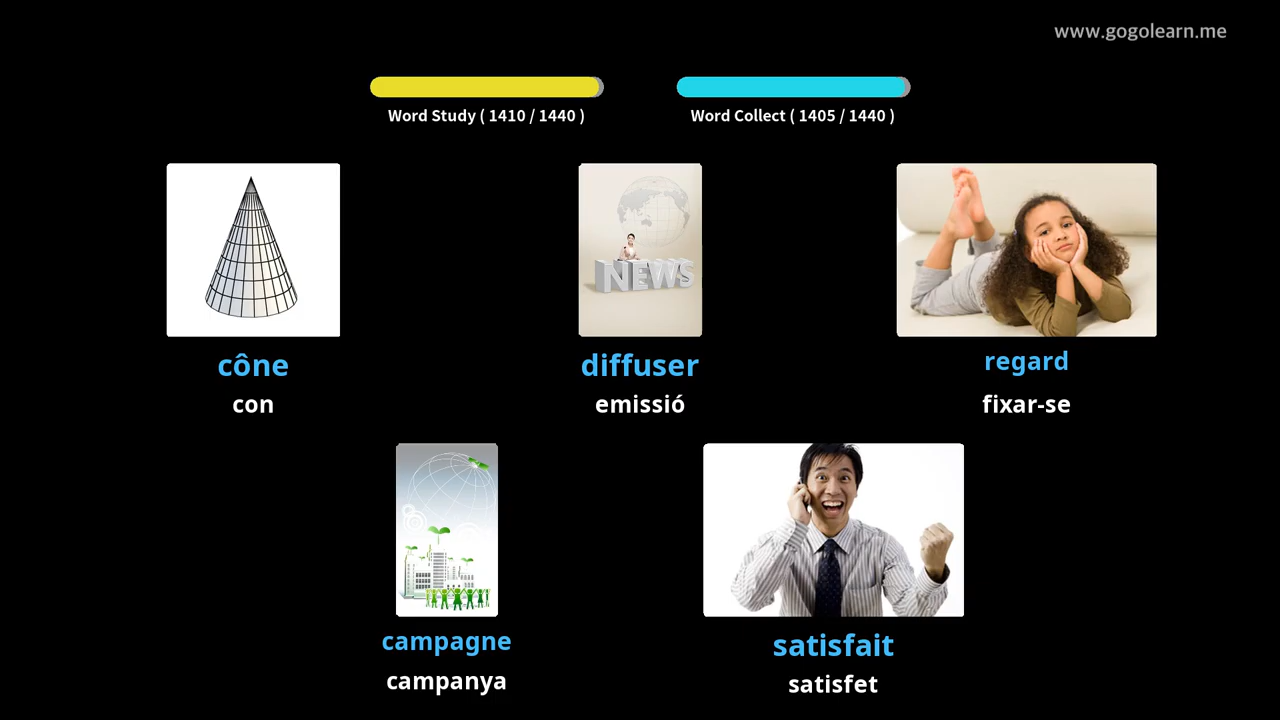 www.gogolearn.me
Word Study ( 1410 / 1440 )
Word Collect ( 1405 / 1440 )
NEWS
cône
diffuser
regard
con
emissió
fixar-se
campagne
satisfait
campanya
satisfet